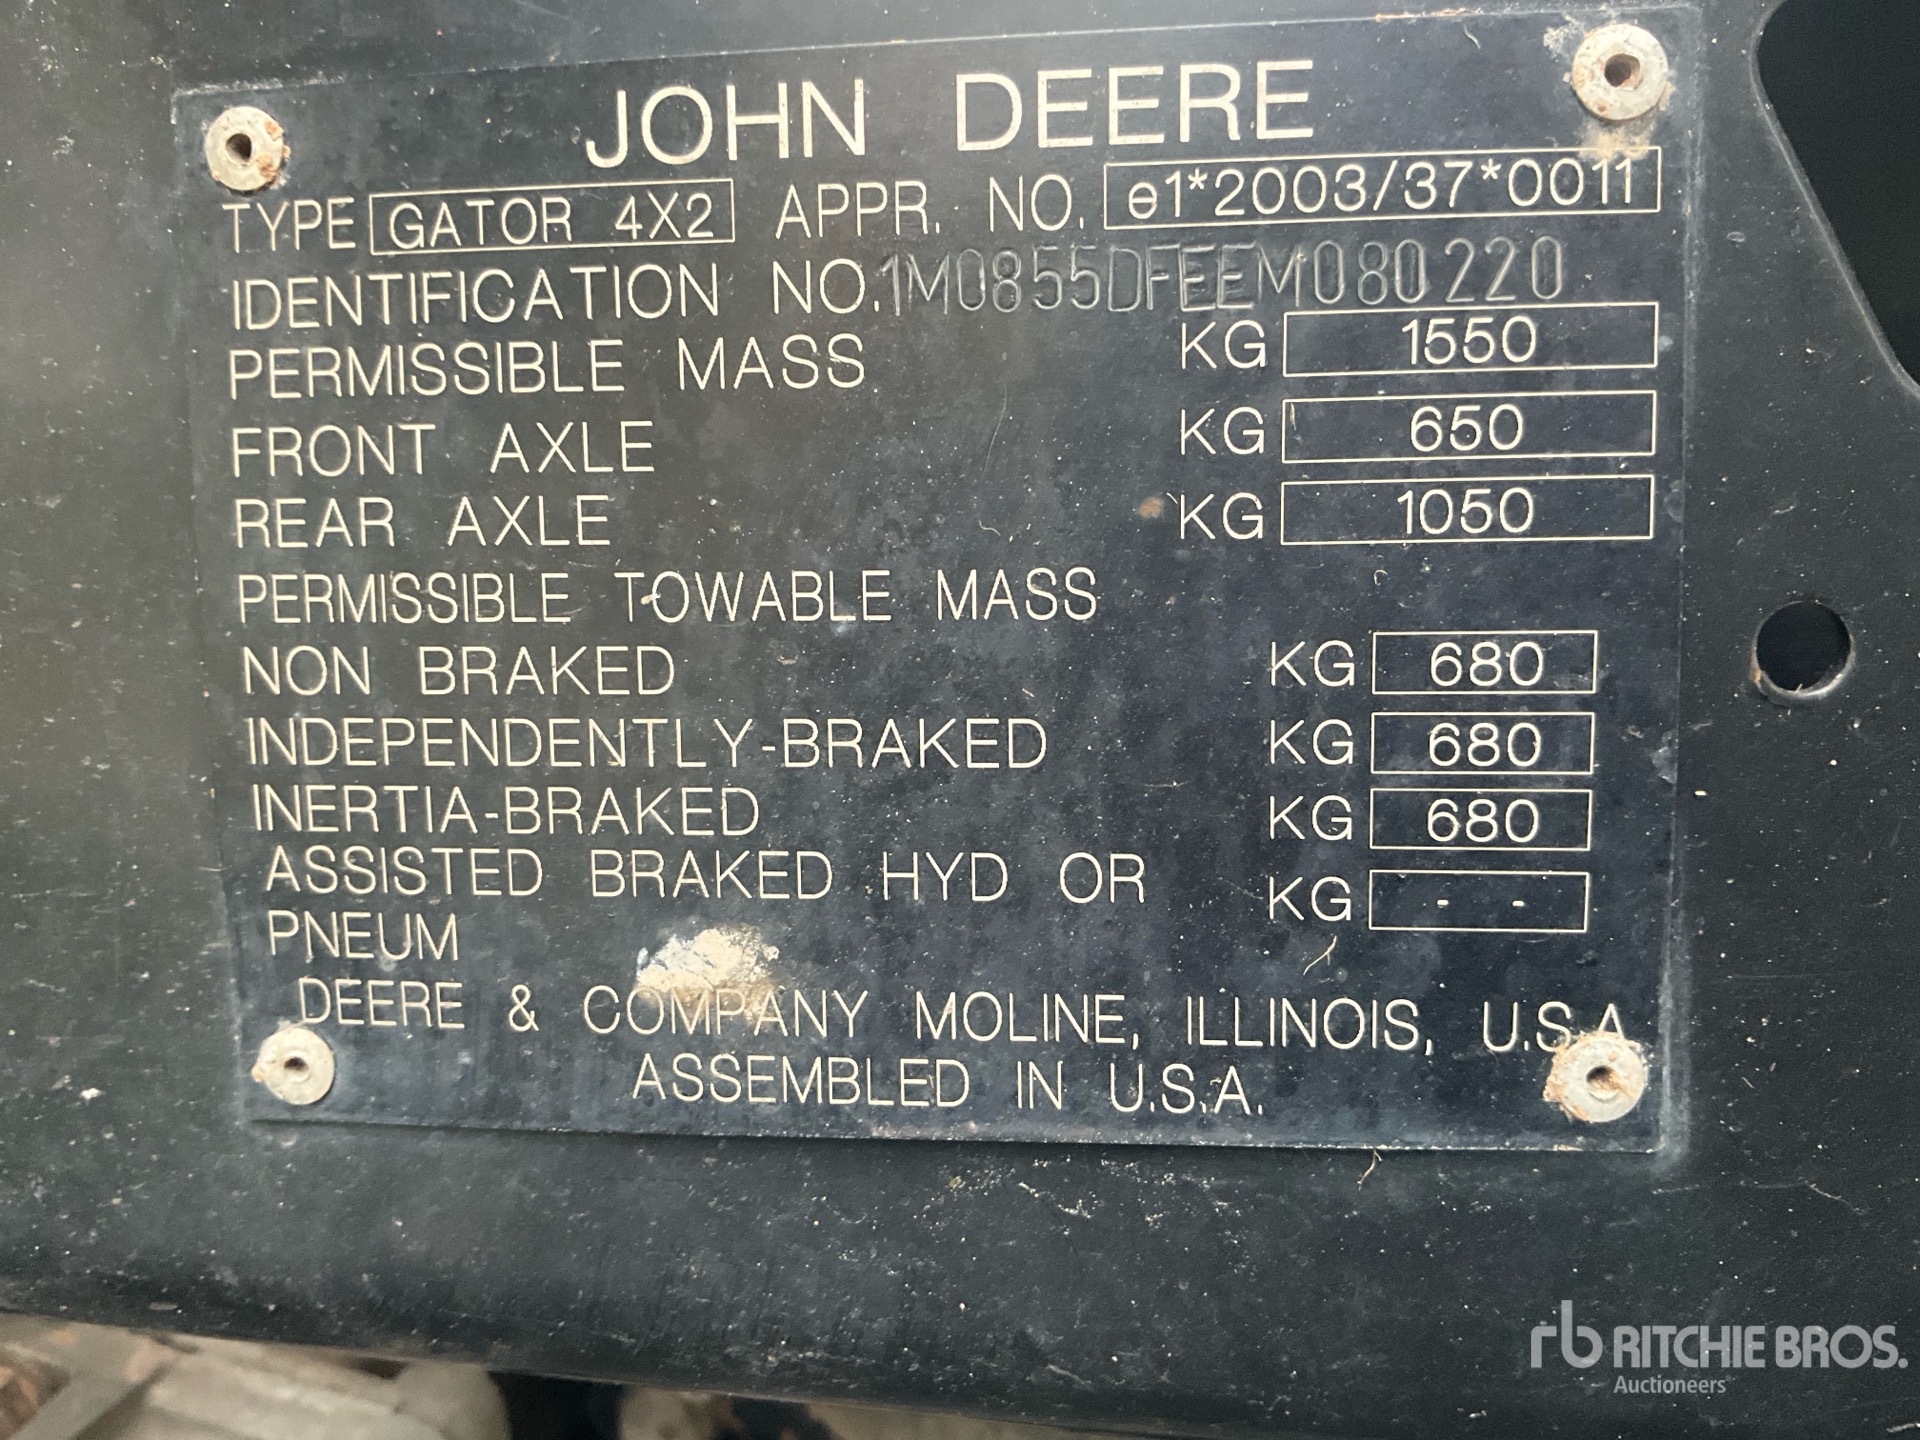 JOHN DEERE
TYPE GATOR 4X2 APPR. NO. e1*2003/37*0011
IDENTIFICATION NO. 1M0855DFEEM080220
PERMISSIBLE MASS KG 1550
FRONT AXLE KG 650
REAR AXLE KG 1050
PERMISSIBLE TOWABLE MASS
NON BRAKED KG 680
INDEPENDENTLY-BRAKED KG 680
INERTIA-BRAKED KG 680
ASSISTED BRAKED HYD OR KG - -
PNEUM
DEERE & COMPANY MOLINE, ILLINOIS, U.S.A
ASSEMBLED IN U.S.A.
rb RITCHIE BROS.
Auctioneers